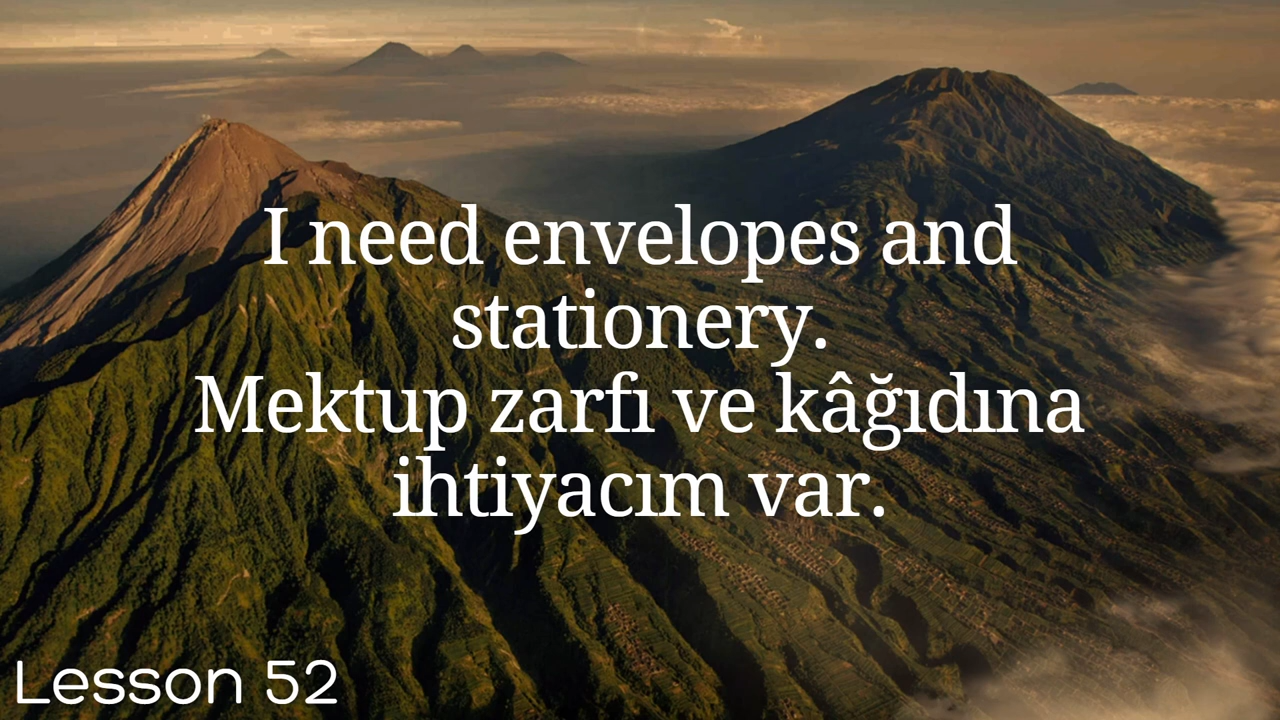 I need envelopes and
stationery.
Mektup zarfı ve kâğıdına
ihtiyacım var.
Lesson 52